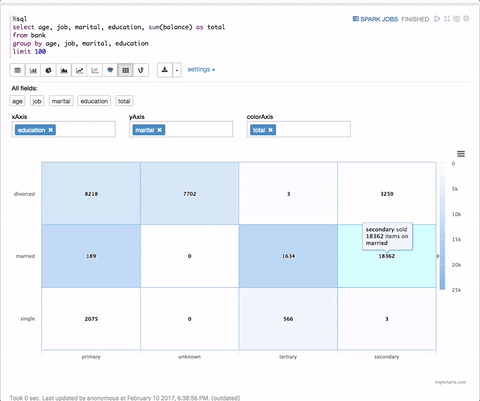 %sql
select age, job, marital, education, sum(balance) as total
from bank
group by age, job, marital, education
limit 100
SPARK JOBS FINISHED
settings
All fields:
age job marital education total
xAxis yAxis colorAxis
education × marital × total ×
divorced 8218 7702 3 3250
married 189 0 1634 18362
secondary sold
18362 items on
married
single 2075 0 566 3
primary unknown tertiary secondary
0
5k
10k
15k
20k
25k
Highcharts.com
Took 0 sec. Last updated by anonymous at February 10 2017, 6:38:56 PM. (outdated)